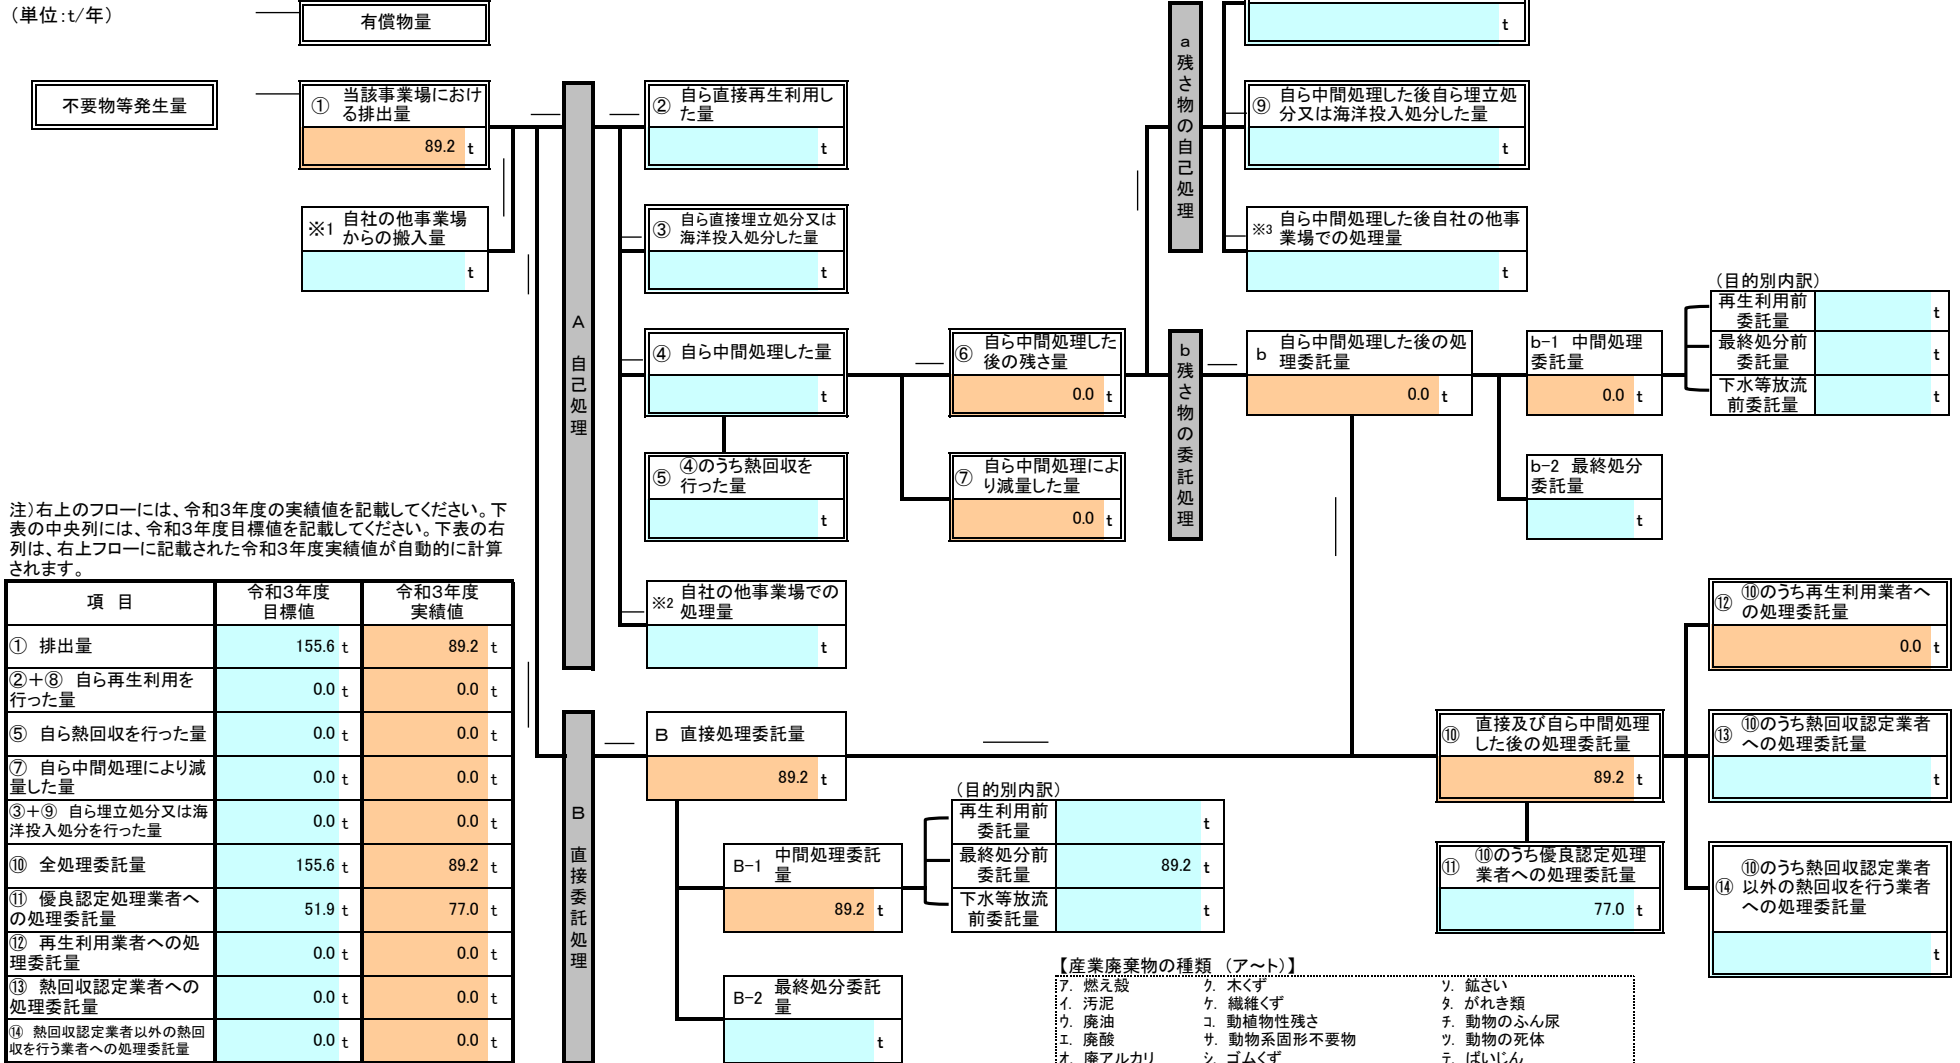 (単位:t/年)
有償物量
t
不要物等発生量
① 当該事業場におけ
る排出量
89.2 t
※1 自社の他事業場
からの搬入量
t
A 自己処理
② 自ら直接再生利用し
た量
t
③ 自ら直接埋立処分又は
海洋投入処分した量
t
④ 自ら中間処理した量
t
⑤ ④のうち熱回収を
行った量
t
※2 自社の他事業場での
処理量
t
⑥ 自ら中間処理した
後の残さ量
0.0 t
⑦ 自ら中間処理によ
り減量した量
0.0 t
a 残さ物の自己処理
⑨ 自ら中間処理した後自ら埋立処
分又は海洋投入処分した量
t
※3 自ら中間処理した後自社の他事
業場での処理量
t
b 残さ物の委託処理
b 自ら中間処理した後の処
理委託量
0.0 t
b-1 中間処理
委託量
0.0 t
b-2 最終処分
委託量
t
(目的別内訳)
再生利用前
委託量
t
最終処分前
委託量
t
下水等放流
前委託量
t
注)右上のフローには、令和3年度の実績値を記載してください。下
表の中央列には、令和3年度目標値を記載してください。下表の右
列は、右上フローに記載された令和3年度実績値が自動的に計算
されます。
項 目 令和3年度 目標値 令和3年度 実績値
① 排出量 155.6 t 89.2 t
②+⑧ 自ら再生利用を
行った量 0.0 t 0.0 t
⑤ 自ら熱回収を行った量 0.0 t 0.0 t
⑦ 自ら中間処理により減
量した量 0.0 t 0.0 t
③+⑨ 自ら埋立処分又は海
洋投入処分を行った量 0.0 t 0.0 t
⑩ 全処理委託量 155.6 t 89.2 t
⑪ 優良認定処理業者へ
の処理委託量 51.9 t 77.0 t
⑫ 再生利用業者への処
理委託量 0.0 t 0.0 t
⑬ 熱回収認定業者への
処理委託量 0.0 t 0.0 t
⑭ 熱回収認定業者以外の熱回
収を行う業者への処理委託量 0.0 t 0.0 t
B 直接委託処理
B 直接処理委託量
89.2 t
B-1 中間処理委託
量
89.2 t
B-2 最終処分委託
量
t
(目的別内訳)
再生利用前
委託量
t
最終処分前
委託量
89.2 t
下水等放流
前委託量
t
⑩ 直接及び自ら中間処理
した後の処理委託量
89.2 t
⑪ ⑩のうち優良認定処理
業者への処理委託量
77.0 t
⑫ ⑩のうち再生利用業者へ
の処理委託量
0.0 t
⑬ ⑩のうち熱回収認定業者
への処理委託量
t
⑭ ⑩のうち熱回収認定業者
以外の熱回収を行う業者
への処理委託量
t
【産業廃棄物の種類 (ア～ト)】
ア. 燃え殻 ク. 木くず ソ. 鉱さい
イ. 汚泥 ケ. 繊維くず タ. がれき類
ウ. 廃油 コ. 動植物性残さ チ. 動物のふん尿
エ. 廃酸 サ. 動物系固形不要物 ツ. 動物の死体
オ. 廃アルカリ シ. ゴムくず テ. ばいじん